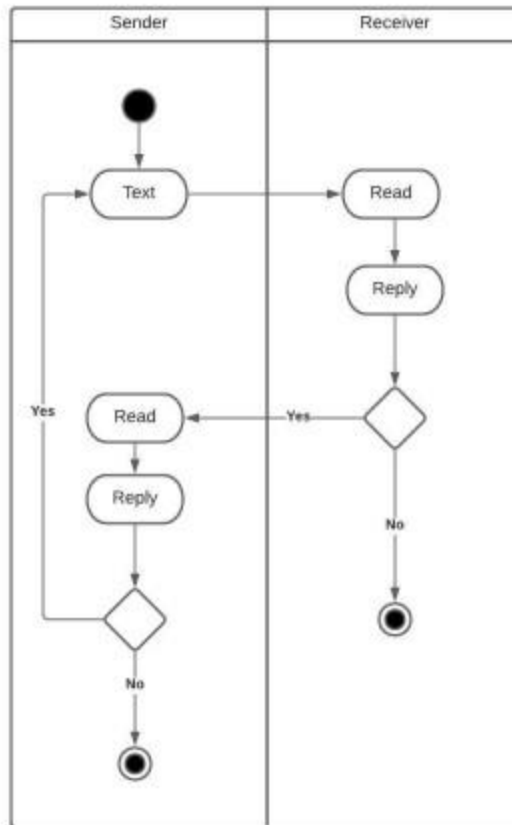 Sender
Receiver
Text
Read
Reply
Yes
Read
Yes
Reply
No
No